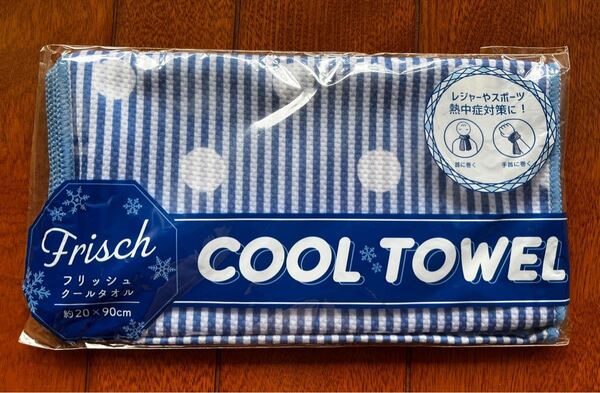 レジャーやスポーツ
熱中症対策に！
首に巻く
手首に巻く
Frisch
フリッシュ
クールタオル
約20×90cm
COOL TOWEL